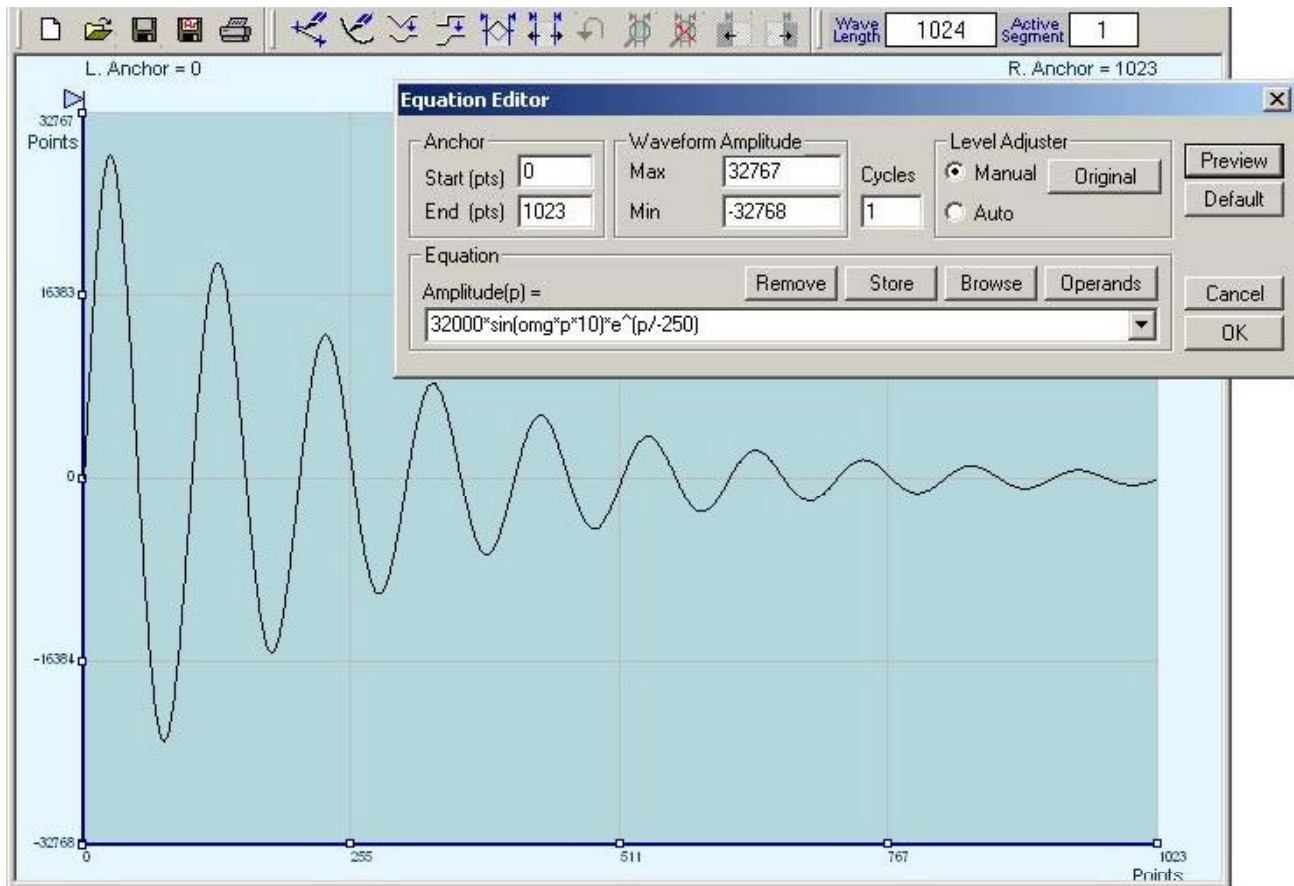 Wave Length 1024 Active Segment 1
L. Anchor = 0
R. Anchor = 1023
32767
Points
16383
0
-16384
-32768
0
255
511
767
1023
Points
Equation Editor
Anchor
Start (pts) 0
End (pts) 1023
Waveform Amplitude
Max 32767
Min -32768
Cycles
1
Level Adjuster
Manual
Original
Auto
Preview
Default
Equation
Remove Store Browse Operands
Amplitude(p) =
32000*sin(omg*p*10)*e^(p/-250)
Cancel
OK